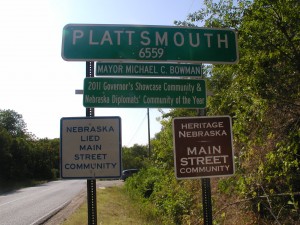 PLATTSMOUTH
6559
MAYOR MICHAEL C. BOWMAN
2011 Governor's Showcase Community &
Nebraska Diplomats' Community of the Year
NEBRASKA
LIED
MAIN
STREET
COMMUNITY
HERITAGE
NEBRASKA
MAIN
STREET
COMMUNITY